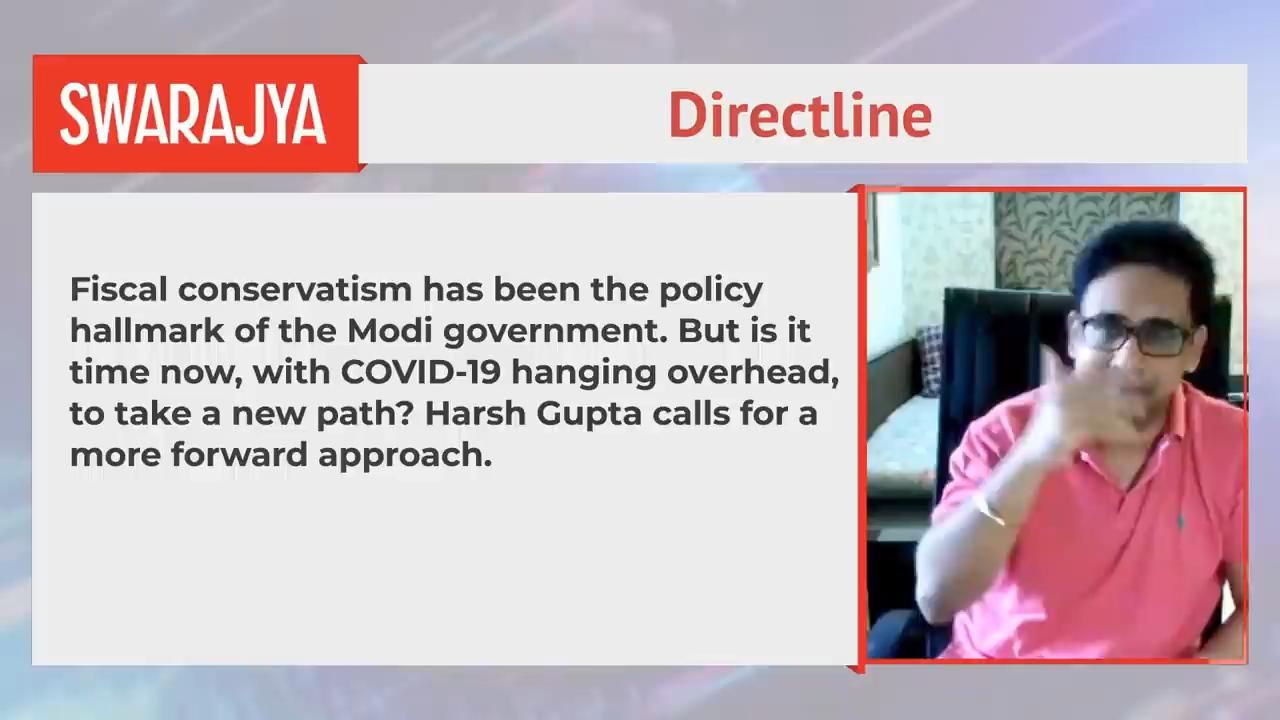 SWARAJYA
Directline
Fiscal conservatism has been the policy
hallmark of the Modi government. But is it
time now, with COVID-19 hanging overhead,
to take a new path? Harsh Gupta calls for a
more forward approach.